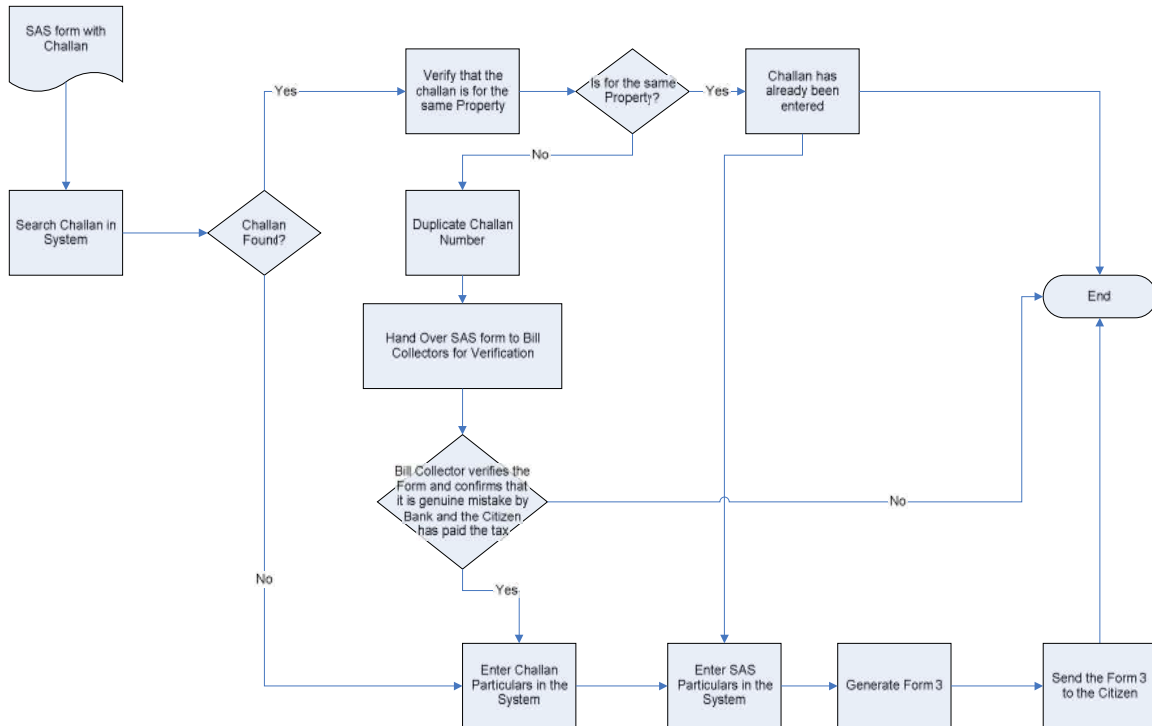 SAS form with
Challan
Yes
Verify that the
challan is for the
same Property
Is for the same
Property?
Yes
Challan has
already been
entered
No
Search Challan in
System
Challan
Found?
Duplicate Challan
Number
End
Hand Over SAS form to Bill
Collectors for Verification
Bill Collector verifies the
Form and confirms that
it is genuine mistake by
Bank and the Citizen
has paid the tax
No
No
Yes
Enter Challan
Particulars in the
System
Enter SAS
Particulars in the
System
Generate Form 3
Send the Form 3
to the Citizen